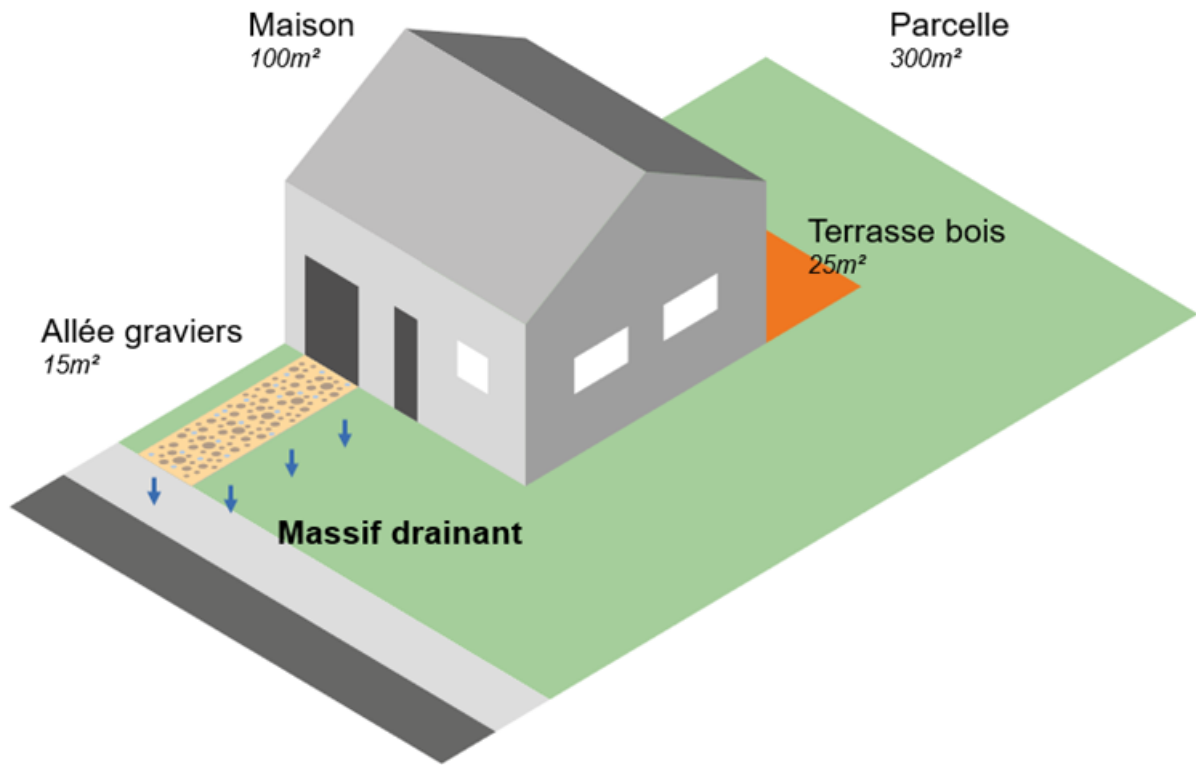 Maison
100m²
Parcelle
300m²
Terrasse bois
25m²
Allée graviers
15m²
Massif drainant